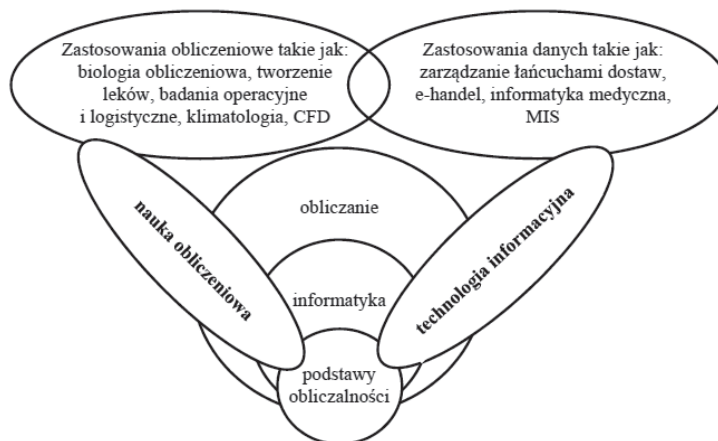 Zastosowania obliczeniowe takie jak:
biologia obliczeniowa, tworzenie
leków, badania operacyjne
i logistyczne, klimatologia, CFD
Zastosowania danych takie jak:
zarządzanie łańcuchami dostaw,
e-handel, informatyka medyczna,
MIS
obliczanie
nauka obliczeniowa
technologia informacyjna
informatyka
podstawy
obliczalności